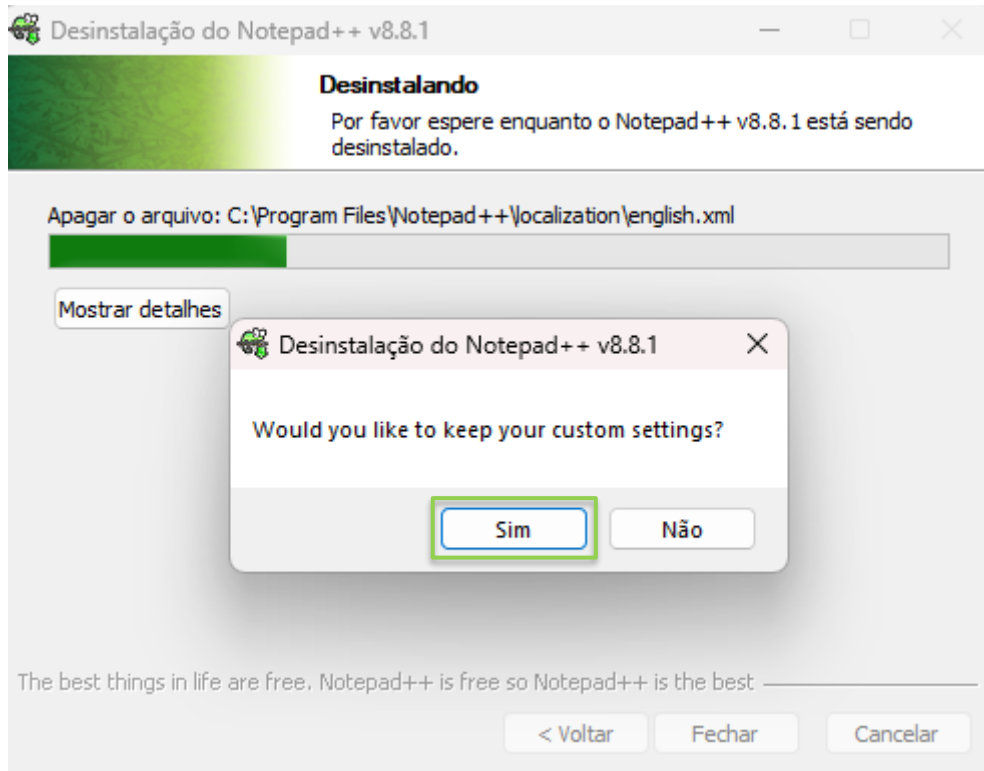 Desinstalação do Notepad++ v8.8.1
Desinstalando
Por favor espere enquanto o Notepad++ v8.8.1 está sendo
desinstalado.
Apagar o arquivo: C:\Program Files\Notepad++\localization\english.xml
Mostrar detalhes
Desinstalação do Notepad++ v8.8.1
Would you like to keep your custom settings?
Sim Não
The best things in life are free. Notepad++ is free so Notepad++ is the best
< Voltar Fechar Cancelar